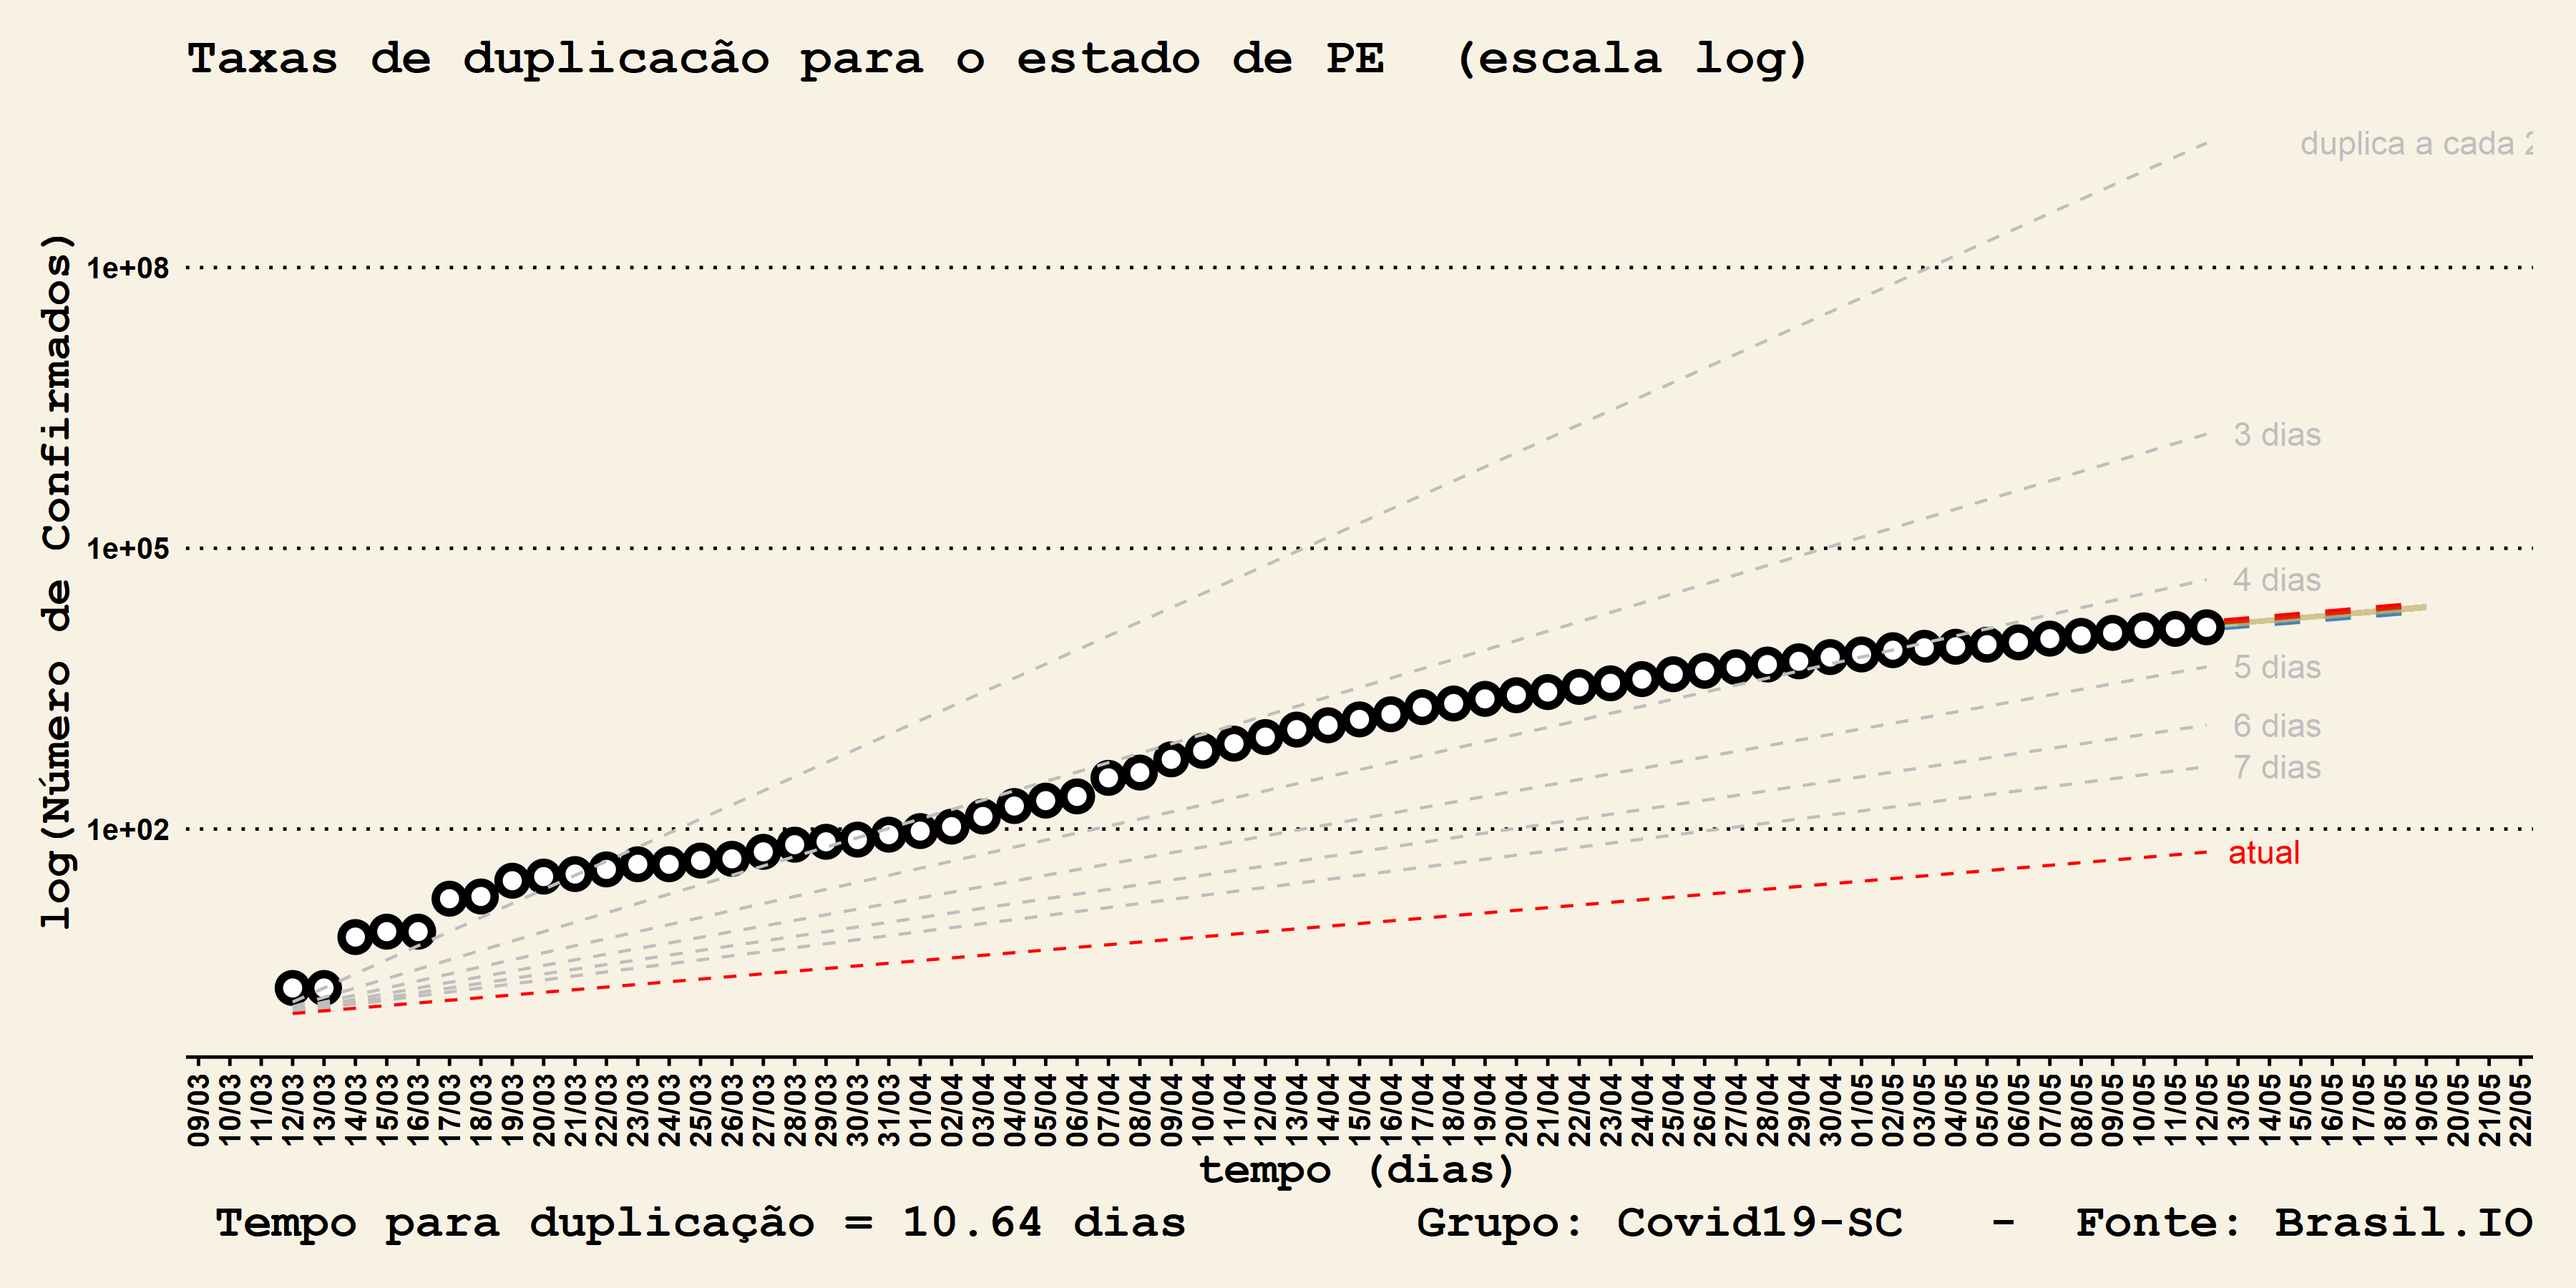 Taxas de duplicacão para o estado de PE (escala log)
duplica a cada 2
log(Número de Confirmados)
1e+08
3 dias
1e+05
4 dias
5 dias
6 dias
7 dias
1e+02
atual
09/03 10/03 11/03 12/03 13/03 14/03 15/03 16/03 17/03 18/03 19/03 20/03 21/03 22/03 23/03 24/03 25/03 26/03 27/03 28/03 29/03 30/03 31/03 01/04 02/04 03/04 04/04 05/04 06/04 07/04 08/04 09/04 10/04 11/04 12/04 13/04 14/04 15/04 16/04 17/04 18/04 19/04 20/04 21/04 22/04 23/04 24/04 25/04 26/04 27/04 28/04 29/04 30/04 01/05 02/05 03/05 04/05 05/05 06/05 07/05 08/05 09/05 10/05 11/05 12/05 13/05 14/05 15/05 16/05 17/05 18/05 19/05 20/05 21/05 22/05
tempo (dias)
Tempo para duplicação = 10.64 dias Grupo: Covid19-SC - Fonte: Brasil.IO